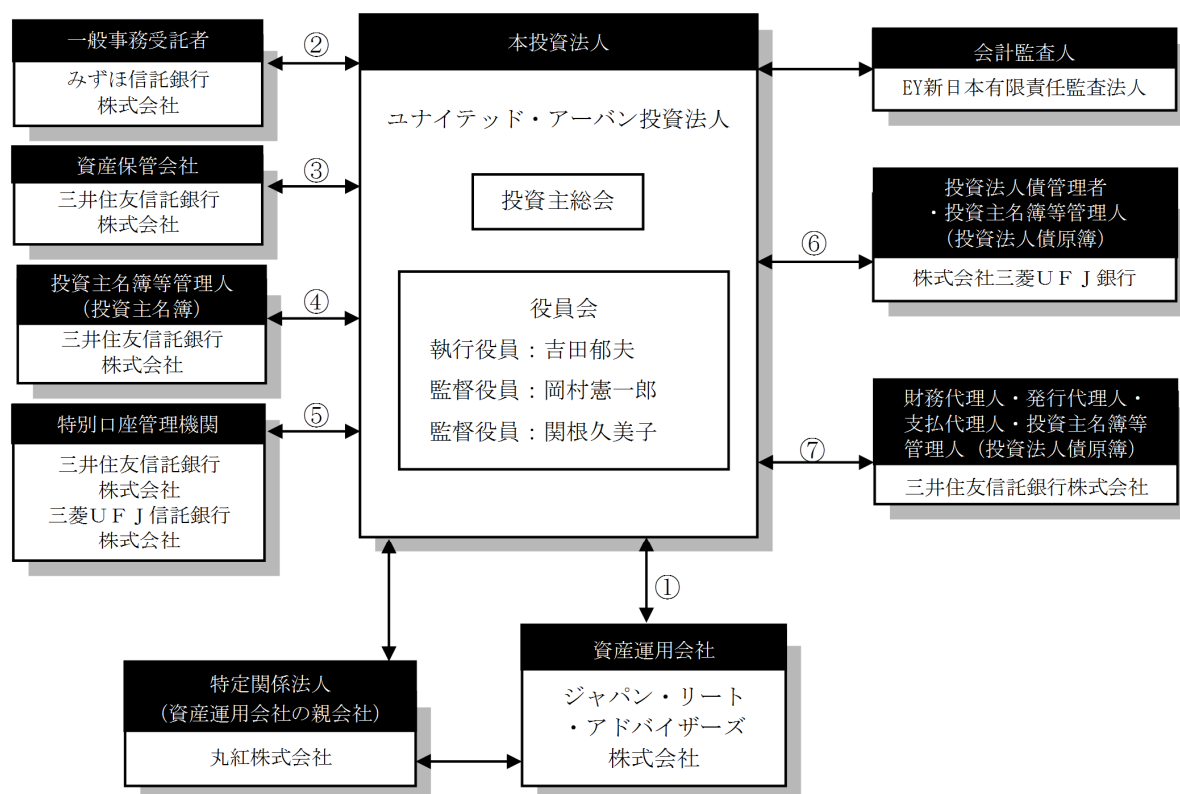 一般事務受託者
みずほ信託銀行
株式会社
②
資産保管会社
三井住友信託銀行
株式会社
③
投資主名簿等管理人
（投資主名簿）
三井住友信託銀行
株式会社
④
特別口座管理機関
三井住友信託銀行
株式会社
三菱ＵＦＪ信託銀行
株式会社
⑤
本投資法人
ユナイテッド・アーバン投資法人
投資主総会
役員会
執行役員：吉田郁夫
監督役員：岡村憲一郎
監督役員：関根久美子
会計監査人
EY新日本有限責任監査法人
⑥
投資法人債管理者
・投資主名簿等管理人
（投資法人債原簿）
株式会社三菱ＵＦＪ銀行
⑦
財務代理人・発行代理人・
支払代理人・投資主名簿等
管理人（投資法人債原簿）
三井住友信託銀行株式会社
①
特定関係法人
（資産運用会社の親会社）
丸紅株式会社
資産運用会社
ジャパン・リート
・アドバイザーズ
株式会社